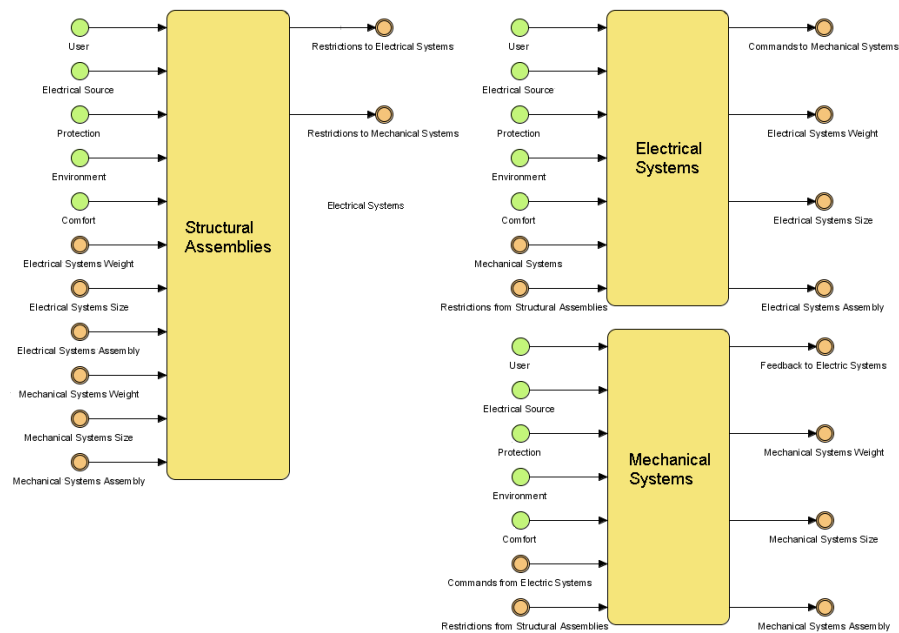 User
Electrical Source
Protection
Environment
Comfort
Electrical Systems Weight
Electrical Systems Size
Electrical Systems Assembly
Mechanical Systems Weight
Mechanical Systems Size
Mechanical Systems Assembly
Structural
Assemblies
Restrictions to Electrical Systems
Restrictions to Mechanical Systems
Electrical Systems
User
Electrical Source
Protection
Environment
Comfort
Mechanical Systems
Restrictions from Structural Assemblies
Electrical
Systems
Commands to Mechanical Systems
Electrical Systems Weight
Electrical Systems Size
Electrical Systems Assembly
User
Electrical Source
Protection
Environment
Comfort
Commands from Electric Systems
Restrictions from Structural Assemblies
Mechanical
Systems
Feedback to Electric Systems
Mechanical Systems Weight
Mechanical Systems Size
Mechanical Systems Assembly